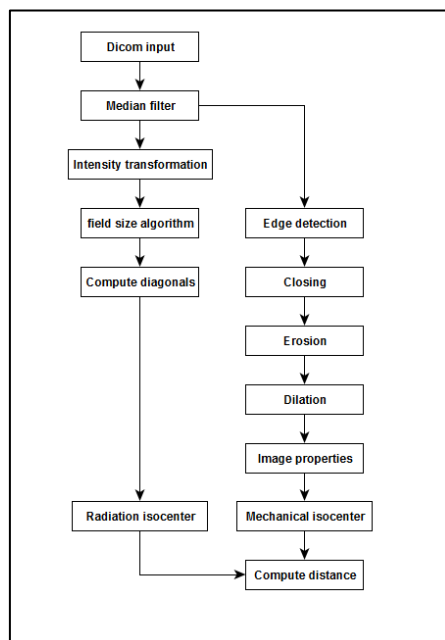 Dicom input
Median filter
Intensity transformation
field size algorithm
Edge detection
Compute diagonals
Closing
Erosion
Dilation
Image properties
Radiation isocenter
Mechanical isocenter
Compute distance